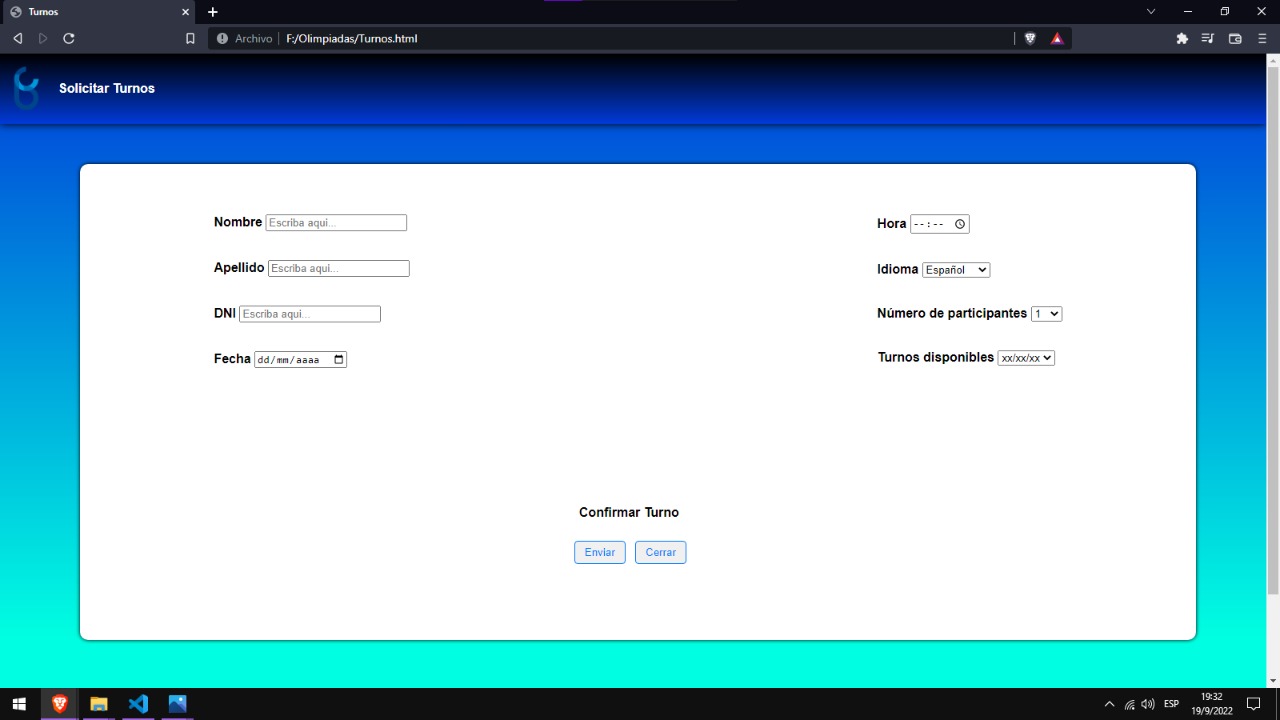 Turnos
Archivo | F:/Olimpiadas/Turnos.html
Solicitar Turnos
Nombre Escriba aqui...
Apellido Escriba aqui...
DNI Escriba aqui...
Fecha dd/mm/aaaa
Hora --:--
Idioma Español
Número de participantes 1
Turnos disponibles xx/xx/xx
Confirmar Turno
Enviar Cerrar
ESP
19:32
19/9/2022